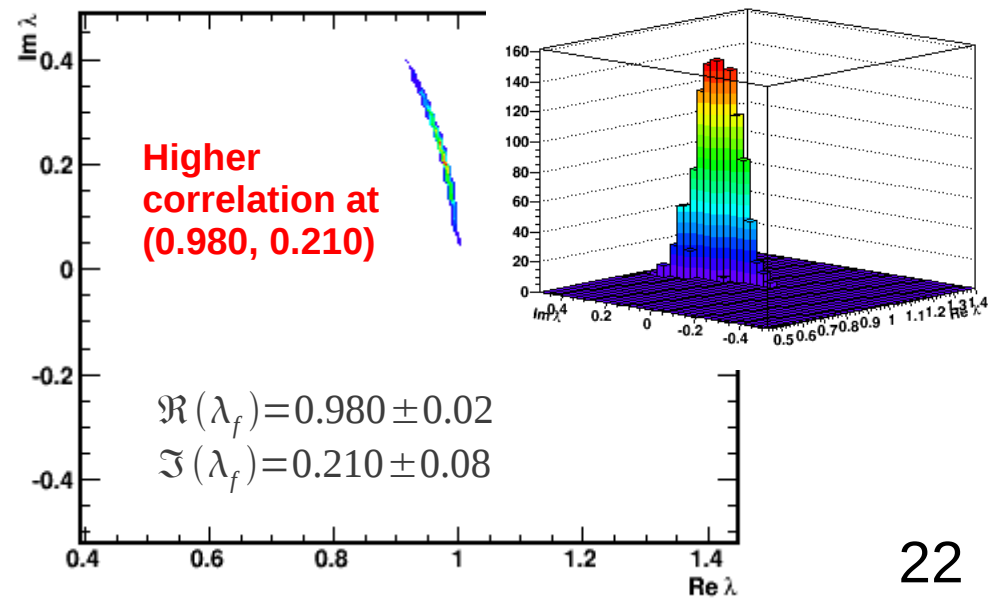 Im λ
0.4
0.2
0
-0.2
-0.4
Higher
correlation at
(0.980, 0.210)
ℜ(λ_f)=0.980±0.02
ℑ(λ_f)=0.210±0.08
0.4 0.6 0.8 1 1.2 1.4
Re λ
160
140
120
100
80
60
40
20
0
Im λ
0.4 0.2 0 -0.2 -0.4
0.5 0.6 0.7 0.8 0.9 1 1.1 1.2 1.3 1.4
Re λ
22